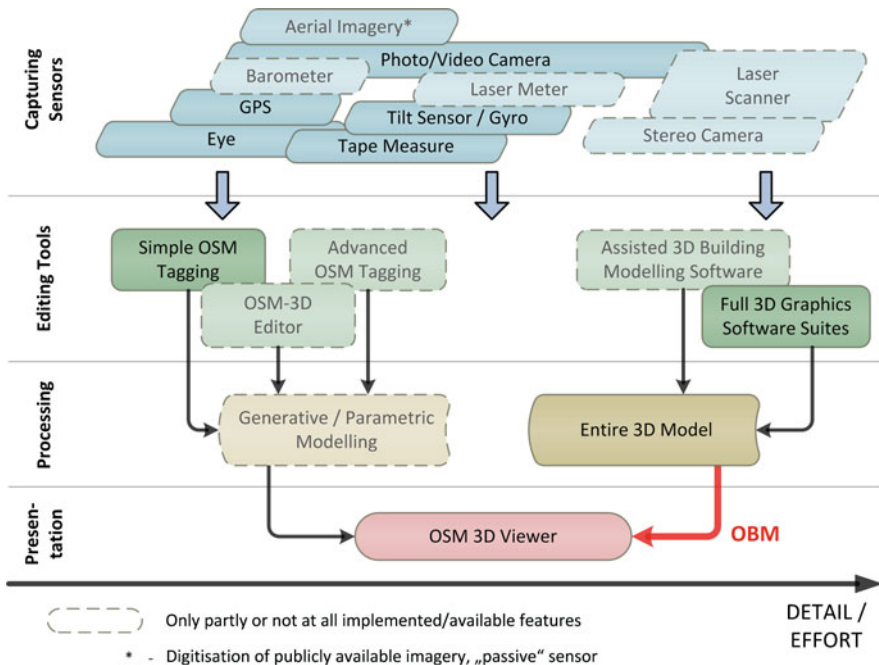 Capturing
Sensors
Aerial Imagery*
Photo/Video Camera
Barometer
Laser Meter
Laser
Scanner
GPS
Tilt Sensor / Gyro
Stereo Camera
Eye
Tape Measure
Editing Tools
Simple OSM
Tagging
Advanced
OSM Tagging
OSM-3D
Editor
Assisted 3D Building
Modelling Software
Full 3D Graphics
Software Suites
Processing
Generative / Parametric
Modelling
Entire 3D Model
Presen-
tation
OSM 3D Viewer
OBM
DETAIL /
EFFORT
Only partly or not at all implemented/available features
* - Digitisation of publicly available imagery, „passive“ sensor